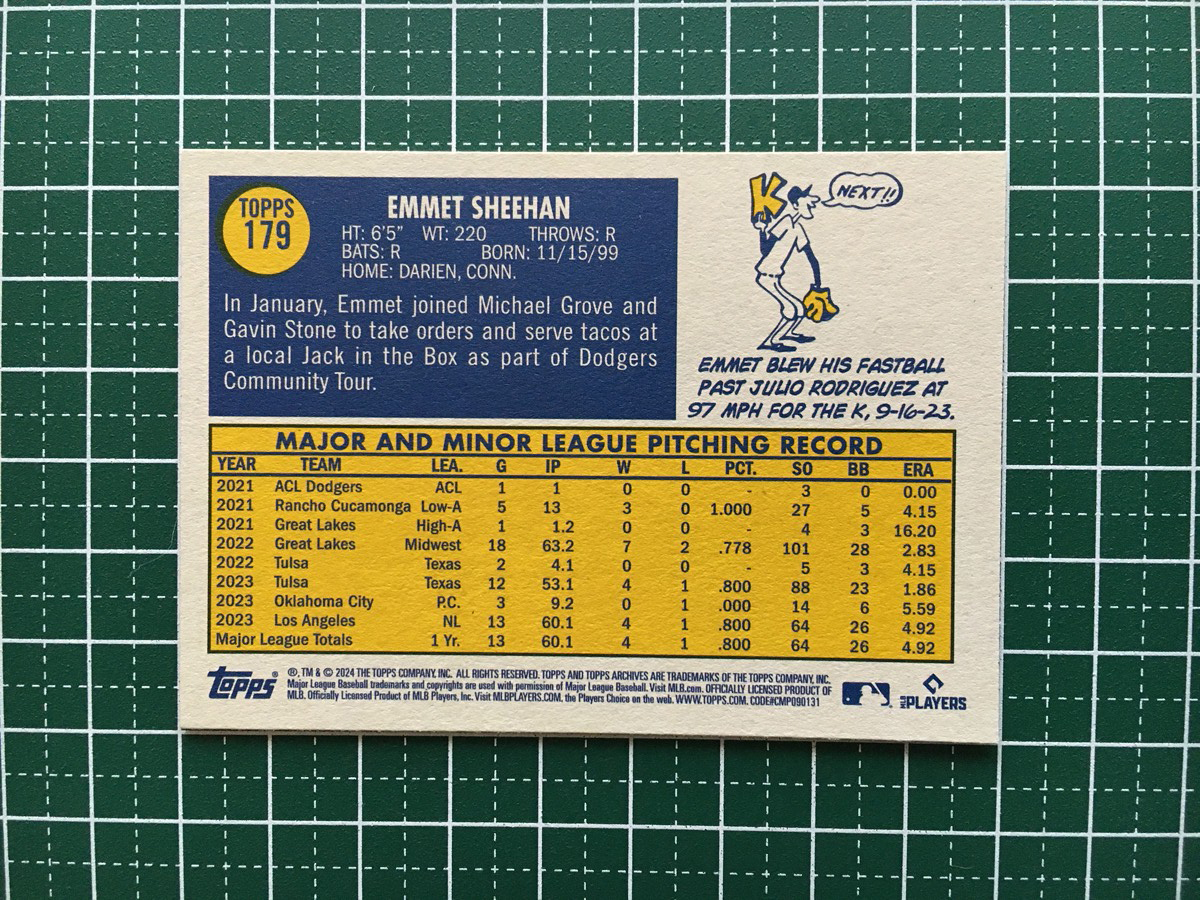 TOPPS
179
EMMET SHEEHAN
HT: 6'5" WT: 220 THROWS: R
BATS: R BORN: 11/15/99
HOME: DARIEN, CONN.
In January, Emmet joined Michael Grove and
Gavin Stone to take orders and serve tacos at
a local Jack in the Box as part of Dodgers
Community Tour.
K
NEXT!!
EMMET BLEW HIS FASTBALL
PAST JULIO RODRIGUEZ AT
97 MPH FOR THE K, 9-16-23.
MAJOR AND MINOR LEAGUE PITCHING RECORD
YEAR TEAM LEA. G IP W L PCT. SO BB ERA
2021 ACL Dodgers ACL 1 1 0 0 - 3 0 0.00
2021 Rancho Cucamonga Low-A 5 13 3 0 1.000 27 5 4.15
2021 Great Lakes High-A 1 1.2 0 0 - 4 3 16.20
2022 Great Lakes Midwest 18 63.2 7 2 .778 101 28 2.83
2022 Tulsa Texas 2 4.1 0 0 - 5 3 4.15
2023 Tulsa Texas 12 53.1 4 1 .800 88 23 1.86
2023 Oklahoma City P.C. 3 9.2 0 1 .000 14 6 5.59
2023 Los Angeles NL 13 60.1 4 1 .800 64 26 4.92
Major League Totals 1 Yr. 13 60.1 4 1 .800 64 26 4.92
Topps
®, TM & © 2024 THE TOPPS COMPANY, INC. ALL RIGHTS RESERVED. TOPPS AND TOPPS ARCHIVES ARE TRADEMARKS OF THE TOPPS COMPANY, INC.
Major League Baseball trademarks and copyrights are used with permission of Major League Baseball. Visit MLB.com. OFFICIALLY LICENSED PRODUCT OF
MLB. Officially Licensed Product of MLB Players, Inc. Visit MLBPLAYERS.COM, the Players Choice on the web. WWW.TOPPS.COM. CODE#CMP090131
MLB PLAYERS